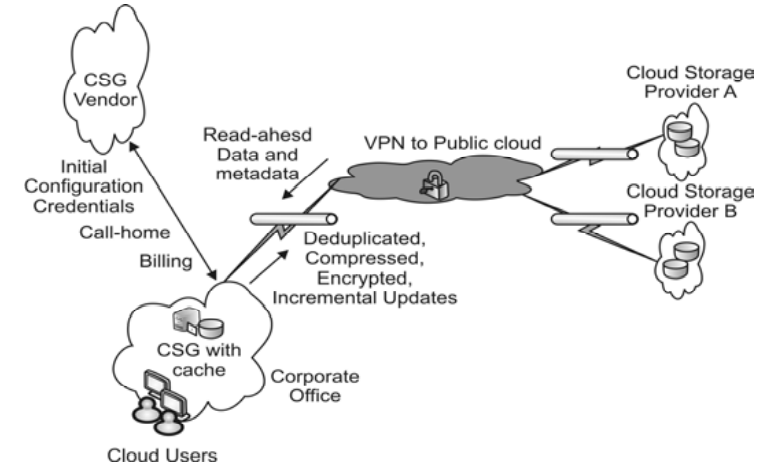 CSG
Vendor
Cloud Storage
Provider A
Read-ahesd
Data and
metadata
VPN to Public cloud
Initial
Configuration
Credentials
Call-home
Billing
Cloud Storage
Provider B
Deduplicated,
Compressed,
Encrypted,
Incremental Updates
CSG with
cache
Corporate
Office
Cloud Users